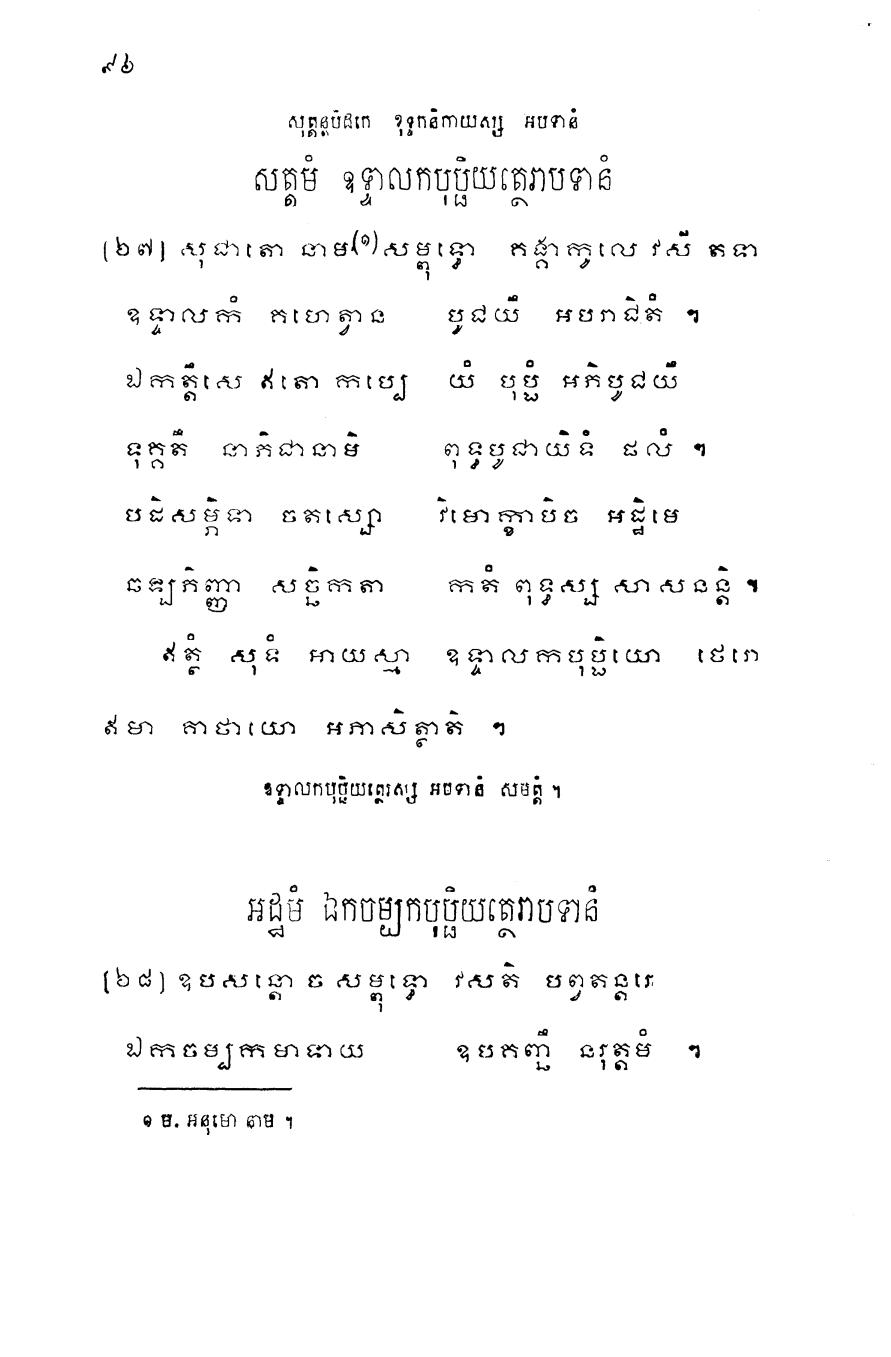 ៩៦
សុត្តន្តបិដកេ ខុទ្ទកនិកាយស្ស អបទានំ
សត្តមំ ឧទ្ទាលកបុប្ផិយត្ថេរាបទានំ
[៦៧] សុជាតោ នាម(១)សម្ពុទ្ធោ គង្គាកូលេ វសី តទា
ឧទ្ទាលកំ គហេត្វាន បូជយឹ អបរាជិតំ ។
ឯកត្តឹសេ ឥតោ កប្បេ យំ បុប្ផំ អភិបូជយឹ
ទុគ្គតឹ នាភិជានាមិ ពុទ្ធបូជាយិទំ ផលំ ។
បដិសម្ភិទា ចតស្សោ វិមោក្ខាបិច អដ្ឋិមេ
ឆឡ្យភិញ្ញា សច្ឆិកតា កតំ ពុទ្ធស្ស សាសនន្តិ ។
ឥត្ថំ សុទំ អាយស្មា ឧទ្ទាលកបុប្ផិយោ ថេរោ
ឥមា គាថាយោ អភាសិត្ថាតិ ។
ឧទ្ទាលកបុប្ផិយត្ថេរស្ស អបទានំ សមត្តំ ។
អដ្ឋមំ ឯកចម្បកបុប្ផិយត្ថេរាបទានំ
[៦៨] ឧបសន្តោ ច សម្ពុទ្ធោ វសតិ បព្វតន្តរេ
ឯកចម្បកមាទាយ ឧបគញ្ឆឹ នរុត្តមំ ។
១ ម. អនុមោ នាម ។